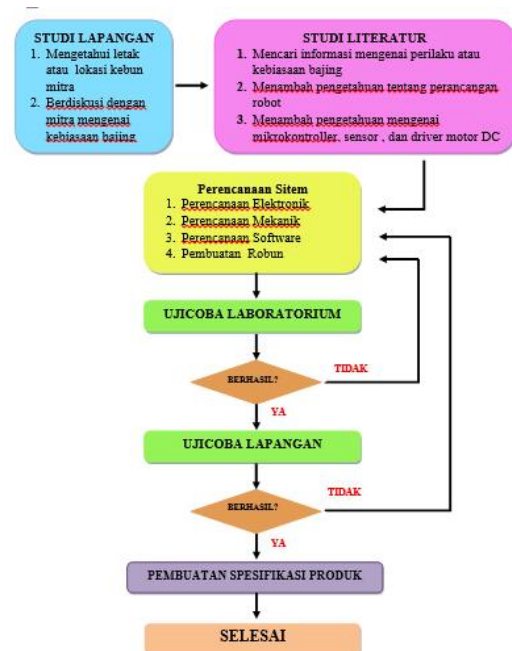 STUDI LAPANGAN
1. Mengetahui letak
atau lokasi kebun
mitra
2. Berdiskusi dengan
mitra mengenai
kebiasaan bajing
STUDI LITERATUR
1. Mencari informasi mengenai perilaku atau
kebiasaan bajing
2. Menambah pengetahuan tentang perancangan
robot
3. Menambah pengetahuan mengenai
mikrokontroller, sensor , dan driver motor DC
Perencanaan Sitem
1. Perencanaan Elektronik
2. Perencanaan Mekanik
3. Perencanaan Software
4. Pembuatan Robun
UJICOBA LABORATORIUM
BERHASIL?
TIDAK
YA
UJICOBA LAPANGAN
BERHASIL?
TIDAK
YA
PEMBUATAN SPESIFIKASI PRODUK
SELESAI